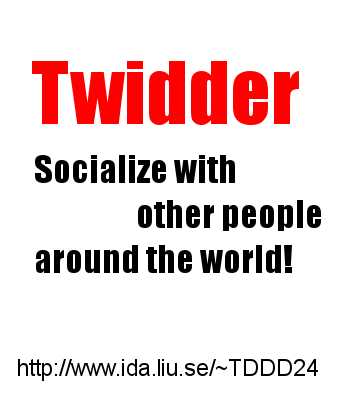 Twidder
Socialize with
other people
around the world!
http://www.ida.liu.se/~TDDD24